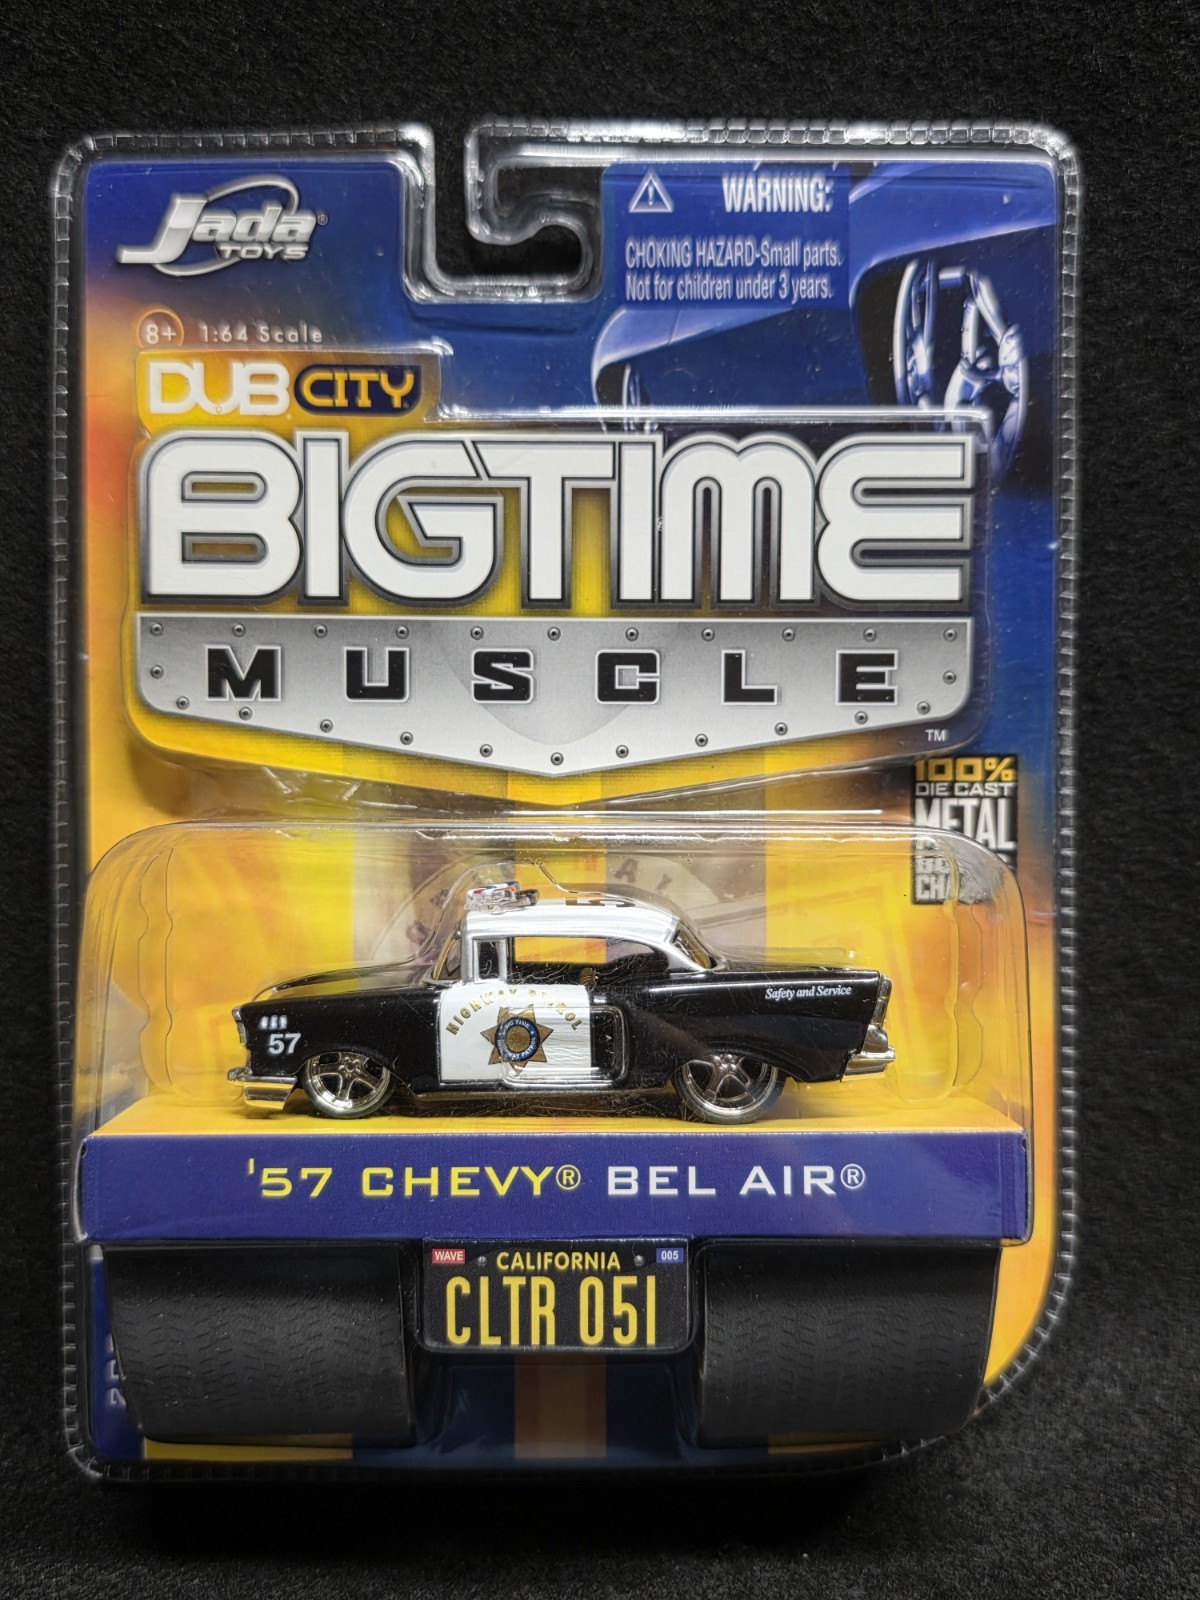 Jada®
TOYS
WARNING:
CHOKING HAZARD-Small parts.
Not for children under 3 years.
8+ 1:64 Scale
DUB CITY
BIGTIME
MUSCLE
TM
100%
DIE CAST
METAL
Safety and Service
57
HIGHWAY PATROL
'57 CHEVY® BEL AIR®
WAVE CALIFORNIA 005
CLTR 051